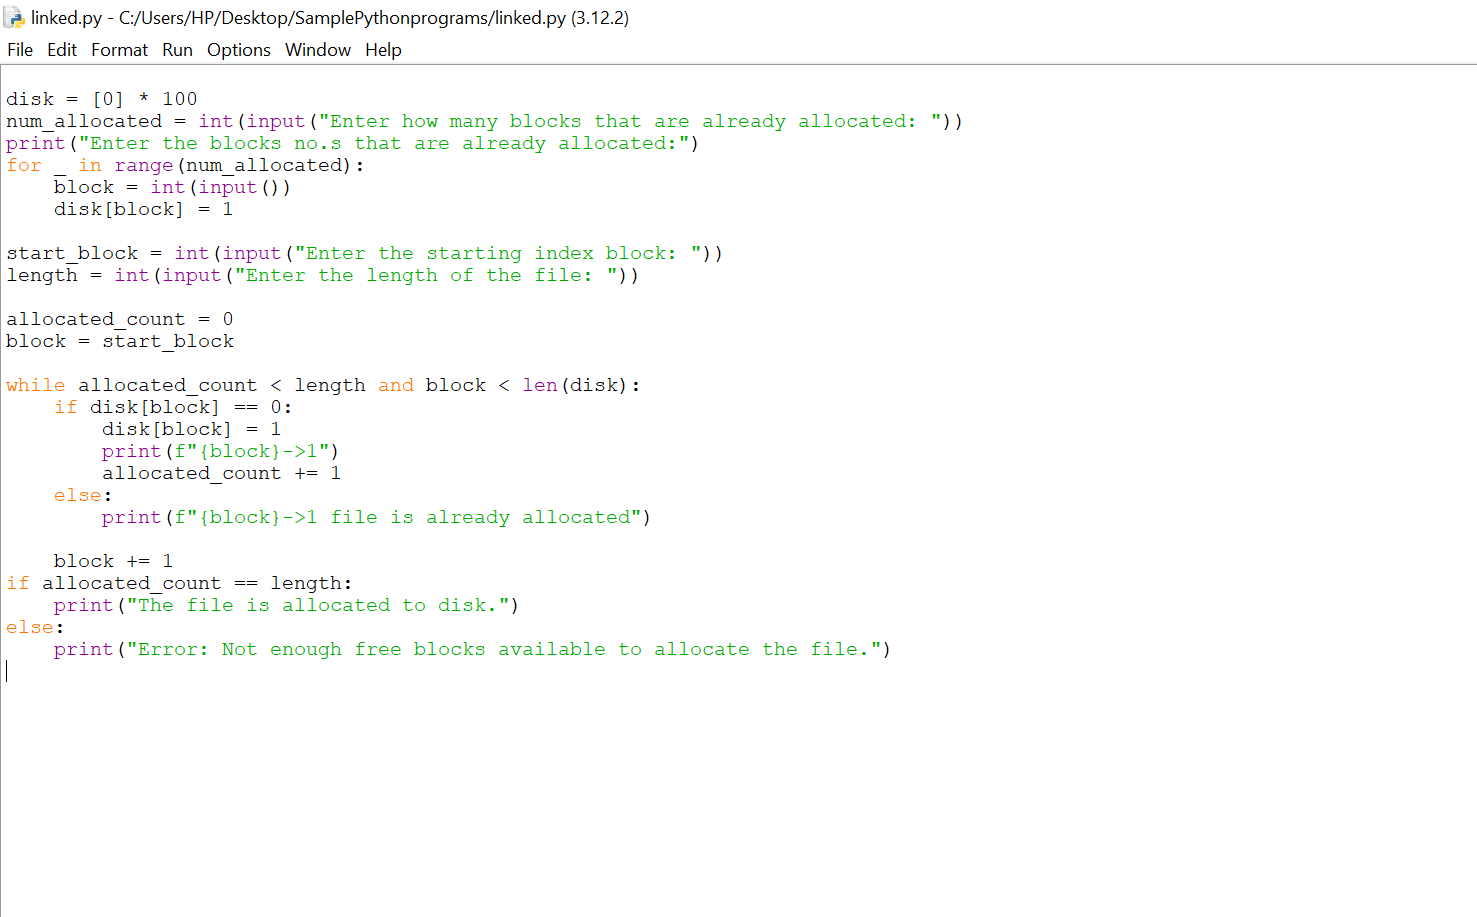 linked.py - C:/Users/HP/Desktop/SamplePythonprograms/linked.py (3.12.2)
File Edit Format Run Options Window Help
disk = [0] * 100
num_allocated = int(input("Enter how many blocks that are already allocated: "))
print("Enter the blocks no.s that are already allocated:")
for _ in range(num_allocated):
    block = int(input())
    disk[block] = 1

start_block = int(input("Enter the starting index block: "))
length = int(input("Enter the length of the file: "))

allocated_count = 0
block = start_block

while allocated_count < length and block < len(disk):
    if disk[block] == 0:
        disk[block] = 1
        print(f"{block}->1")
        allocated_count += 1
    else:
        print(f"{block}->1 file is already allocated")

    block += 1
if allocated_count == length:
    print("The file is allocated to disk.")
else:
    print("Error: Not enough free blocks available to allocate the file.")